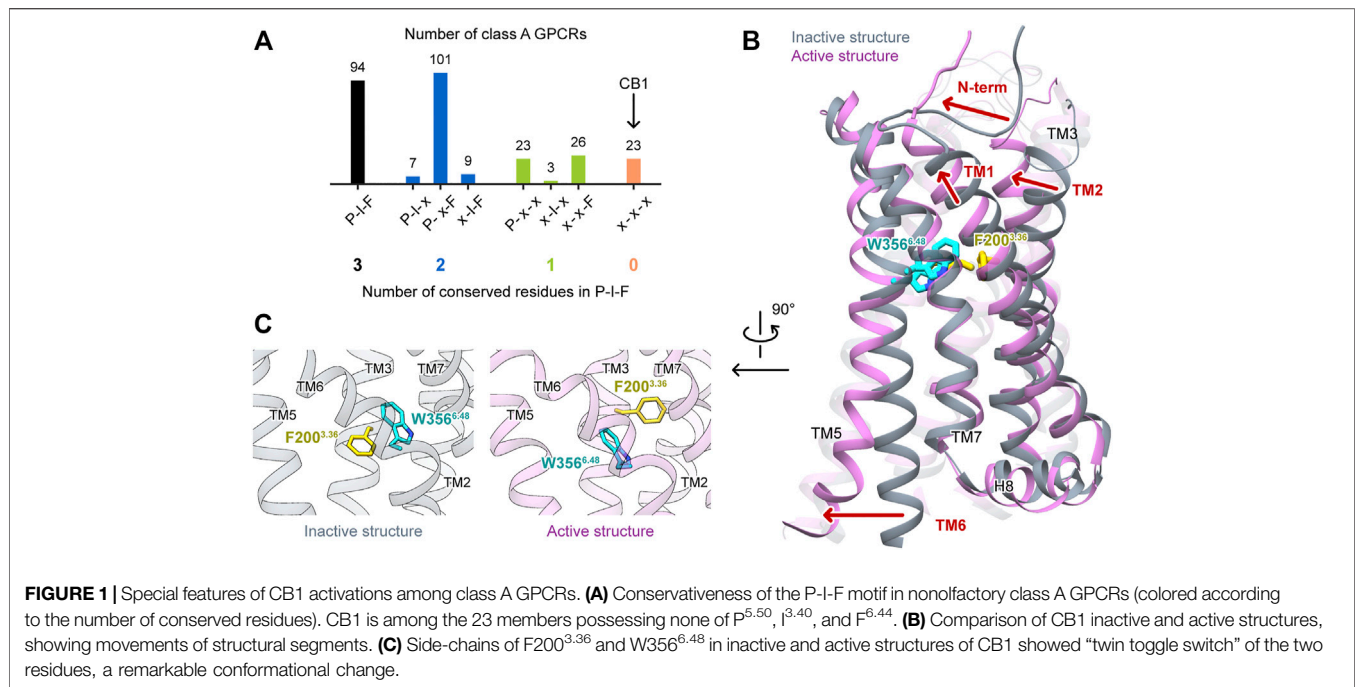 A
Number of class A GPCRs
94
7
101
9
23
3
26
23
CB1
P-I-F
P-I-x
P-x-F
x-I-F
P-x-x
x-I-x
x-x-F
x-x-x
3
2
1
0
Number of conserved residues in P-I-F
B
Inactive structure
Active structure
N-term
TM3
TM1
TM2
W356^6.48
F200^3.36
TM5
TM7
H8
TM6
90°
C
TM3
TM7
TM6
TM5
W356^6.48
F200^3.36
TM2
Inactive structure
TM3
TM7
TM6
F200^3.36
TM5
W356^6.48
TM2
Active structure
FIGURE 1 | Special features of CB1 activations among class A GPCRs. (A) Conservativeness of the P-I-F motif in nonolfactory class A GPCRs (colored according
to the number of conserved residues). CB1 is among the 23 members possessing none of P^5.50, I^3.40, and F^6.44. (B) Comparison of CB1 inactive and active structures,
showing movements of structural segments. (C) Side-chains of F200^3.36 and W356^6.48 in inactive and active structures of CB1 showed “twin toggle switch” of the two
residues, a remarkable conformational change.